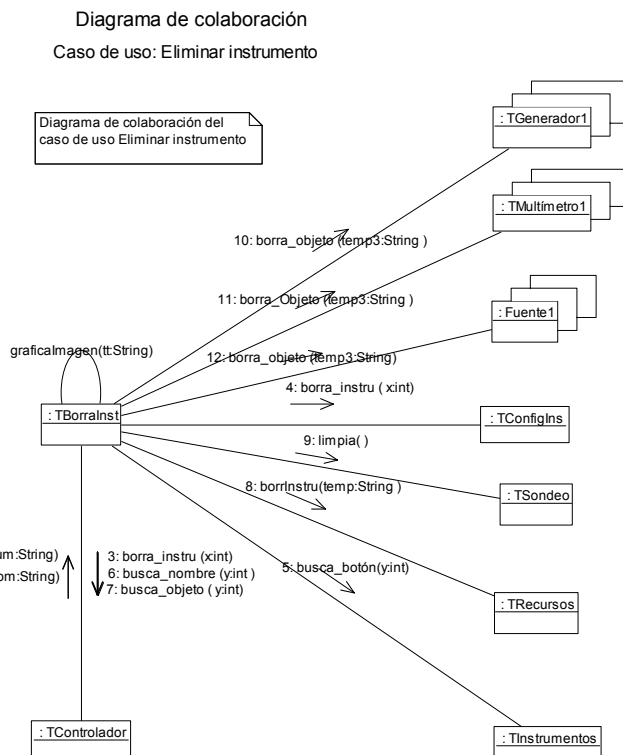 Diagrama de colaboración
Caso de uso: Eliminar instrumento
Diagrama de colaboración del
caso de uso Eliminar instrumento
: TGenerador1
: TMultímetro1
10: borra_objeto (temp3:String )
11: borra_Objeto (temp3:String )
: Fuente1
graficaImagen(tt:String)
12: borra_objeto (temp3:String)
4: borra_instru ( x:int)
: TBorraInst
: TConfigIns
9: limpia( )
8: borrInstru(temp:String )
: TSondeo
um:String)
om:String)
3: borra_instru (x:int)
6: busca_nombre (y:int )
7: busca_objeto ( y:int)
5: busca_botón(y:int)
: TRecursos
: TControlador
: TInstrumentos